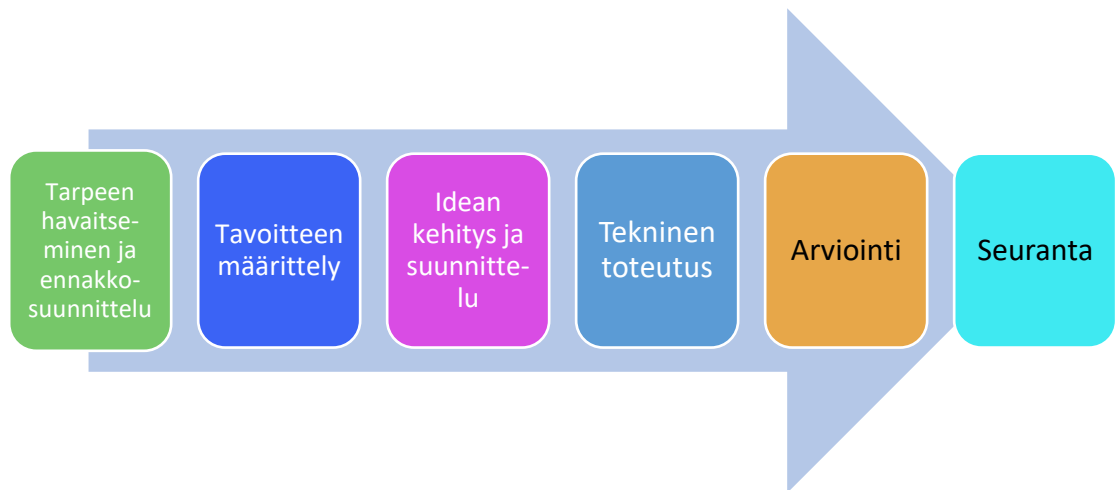 Tarpeen
havaitse-
minen ja
ennakko-
suunnittelu
Tavoitteen
määrittely
Idean
kehitys ja
suunnitte-
lu
Tekninen
toteutus
Arviointi
Seuranta